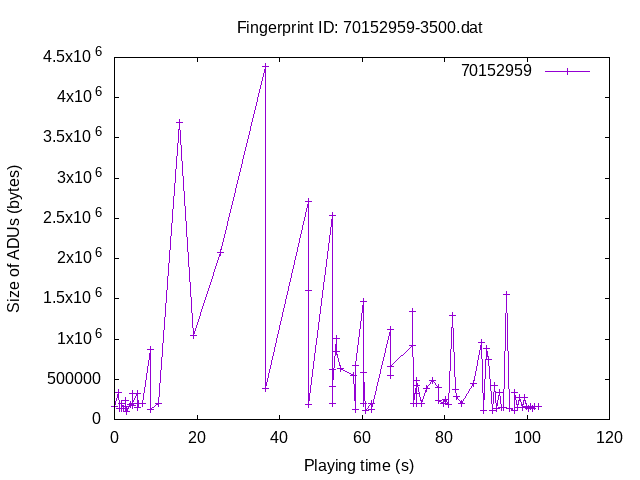 Fingerprint ID: 70152959-3500.dat
70152959
4.5x10^6
4x10^6
3.5x10^6
3x10^6
2.5x10^6
2x10^6
1.5x10^6
1x10^6
500000
0
Size of ADUs (bytes)
0 20 40 60 80 100 120
Playing time (s)